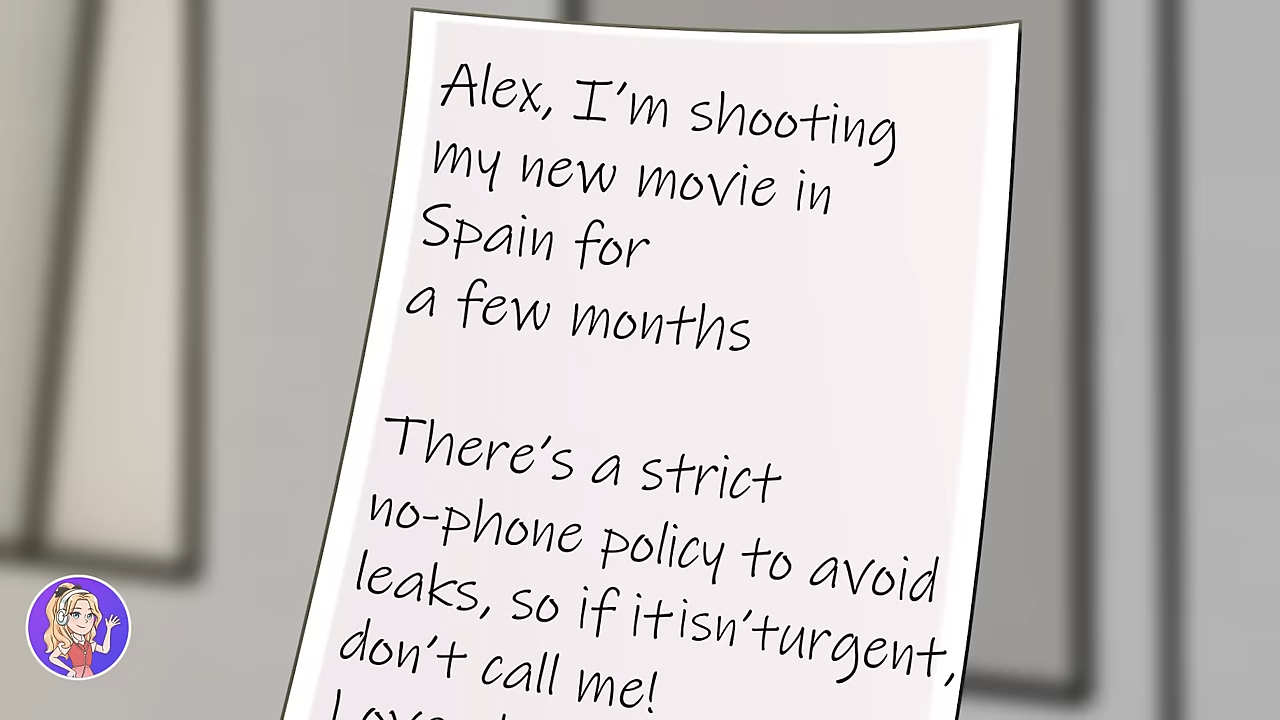 Alex, I'm shooting
my new movie in
Spain for
a few months
There's a strict
no-phone policy to avoid
leaks, so if itisn'turgent,
don't call me!